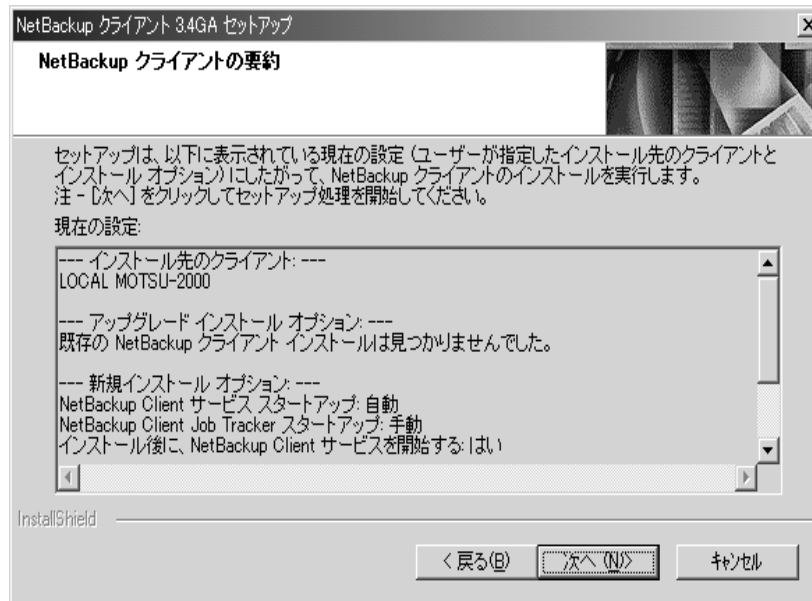 NetBackup クライアント 3.4GA セットアップ
NetBackup クライアントの要約
セットアップは、以下に表示されている現在の設定 (ユーザーが指定したインストール先のクライアントと
インストール オプション)にしたがって、NetBackup クライアントのインストールを実行します。
注 - [次へ] をクリックしてセットアップ処理を開始してください。
現在の設定:
--- インストール先のクライアント: ---
LOCAL MOTSU-2000
--- アップグレード インストール オプション: ---
既存の NetBackup クライアント インストールは見つかりませんでした。
--- 新規インストール オプション: ---
NetBackup Client サービス スタートアップ: 自動
NetBackup Client Job Tracker スタートアップ: 手動
インストール後に、NetBackup Client サービスを開始する: はい
InstallShield
< 戻る(B) 次へ (N)> キャンセル